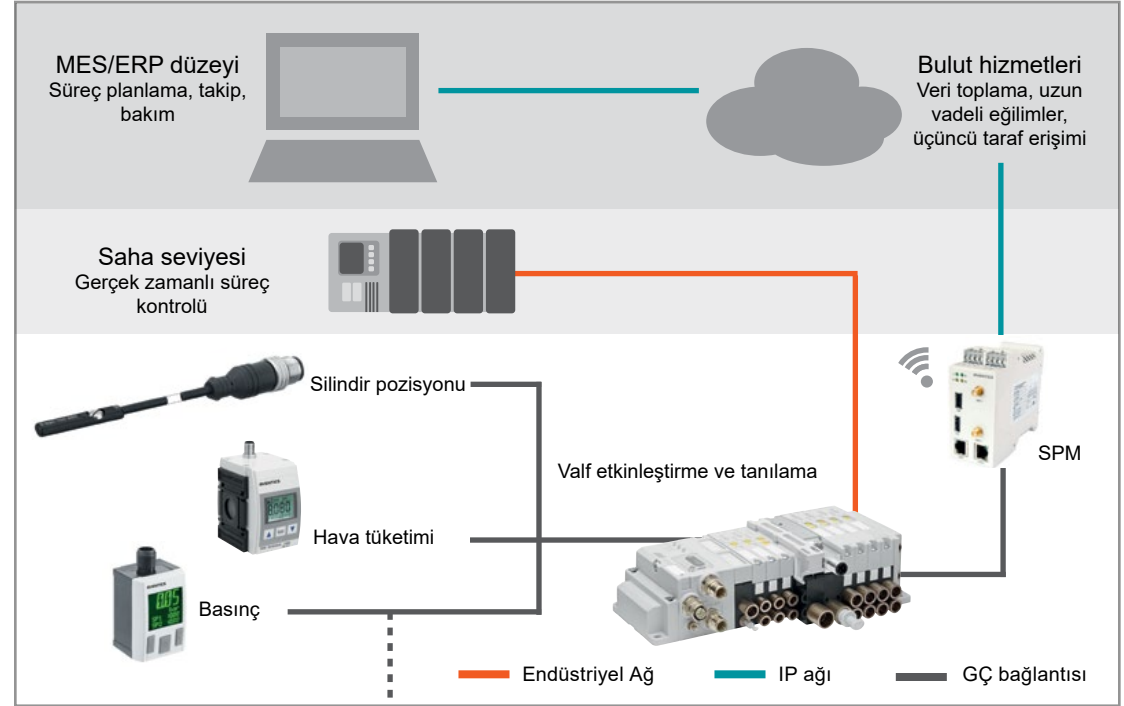 MES/ERP düzeyi
Süreç planlama, takip,
bakım
Bulut hizmetleri
Veri toplama, uzun
vadeli eğilimler,
üçüncü taraf erişimi
Saha seviyesi
Gerçek zamanlı süreç
kontrolü
Silindir pozisyonu
SPM
Valf etkinleştirme ve tanılama
Hava tüketimi
Basınç
Endüstriyel Ağ
IP ağı
GÇ bağlantısı